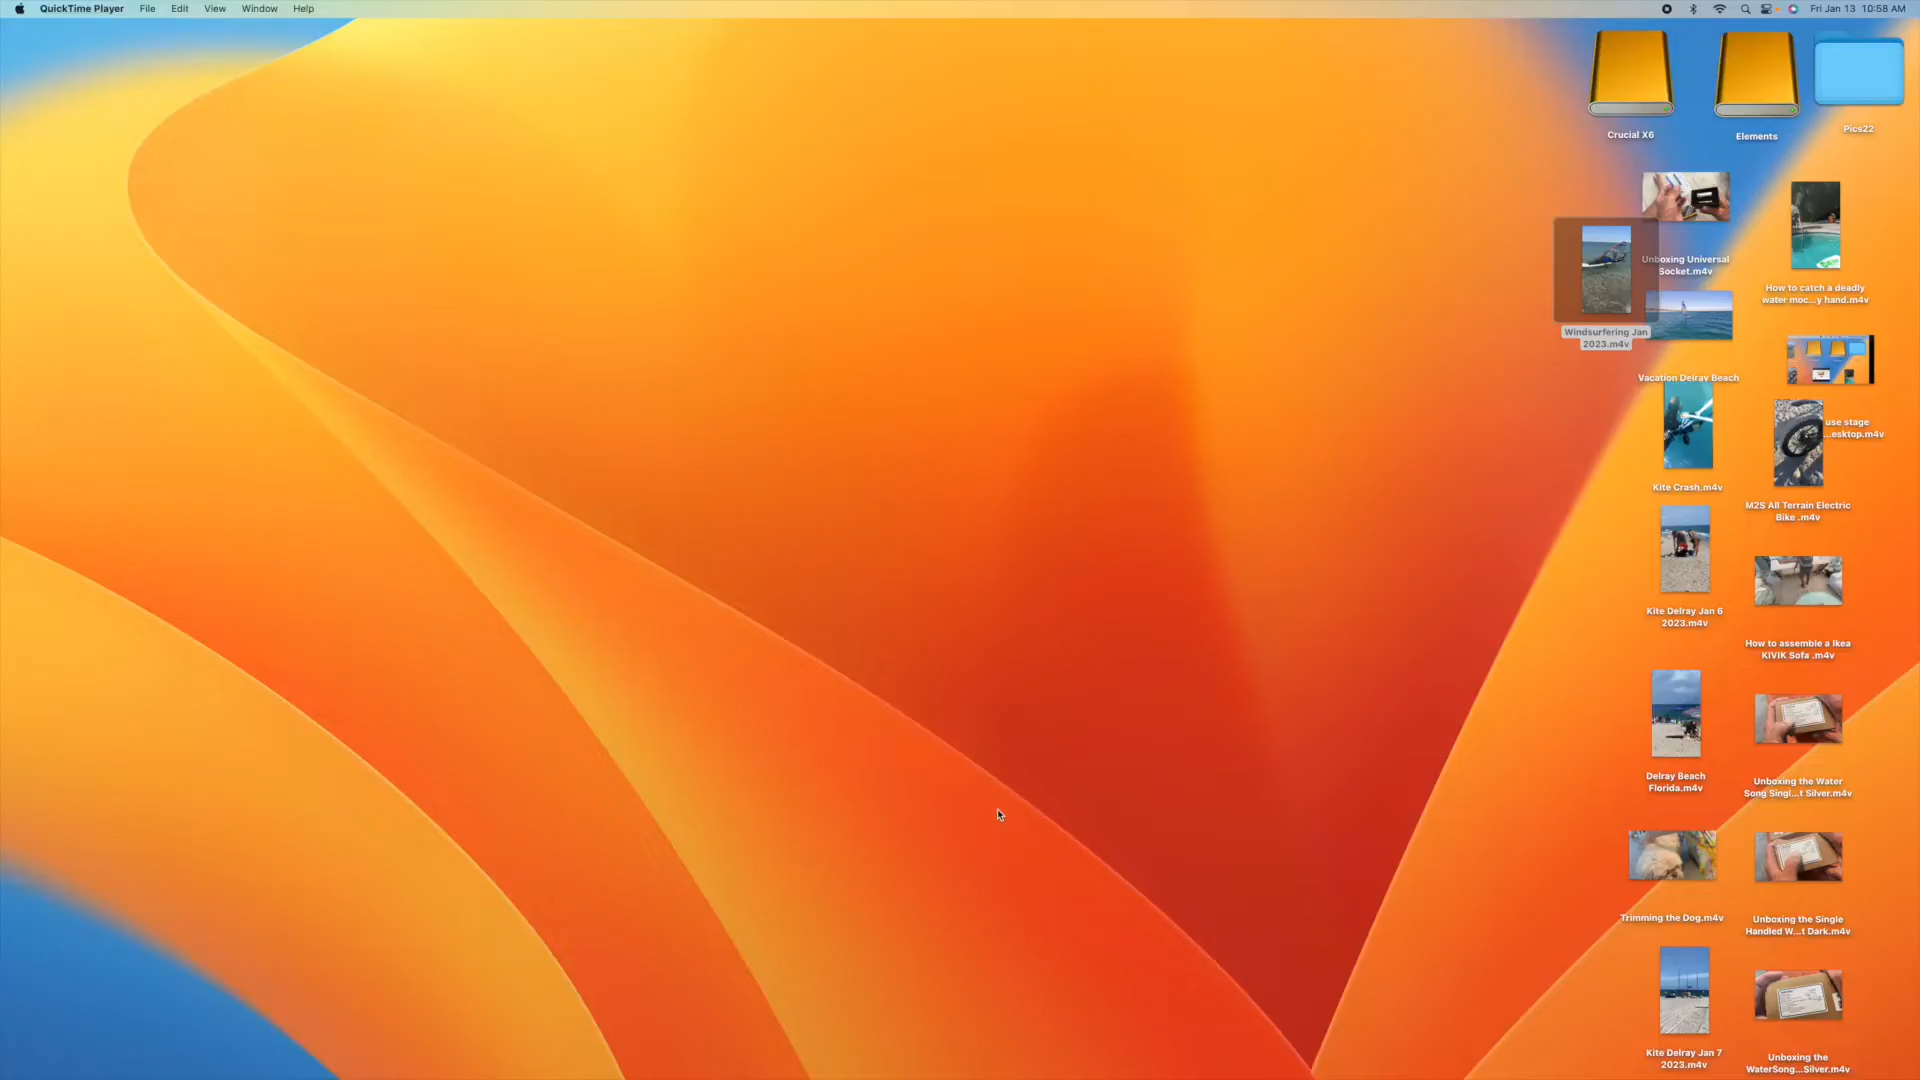 QuickTime Player File Edit View Window Help Fri Jan 13 10:58 AM
Crucial X6
Elements
Pics22
Unboxing Universal
Socket.m4v
How to catch a deadly
water moc...y hand.m4v
Windsurfering Jan
2023.m4v
Vacation Delray Beach
use stage
...esktop.m4v
Kite Crash.m4v
M2S All Terrain Electric
Bike .m4v
Kite Delray Jan 6
2023.m4v
How to assemble a Ikea
KIVIK Sofa .m4v
Delray Beach
Florida.m4v
Unboxing the Water
Song Singl...t Silver.m4v
Trimming the Dog.m4v
Unboxing the Single
Handled W...t Dark.m4v
Kite Delray Jan 7
2023.m4v
Unboxing the
WaterSong...Silver.m4v